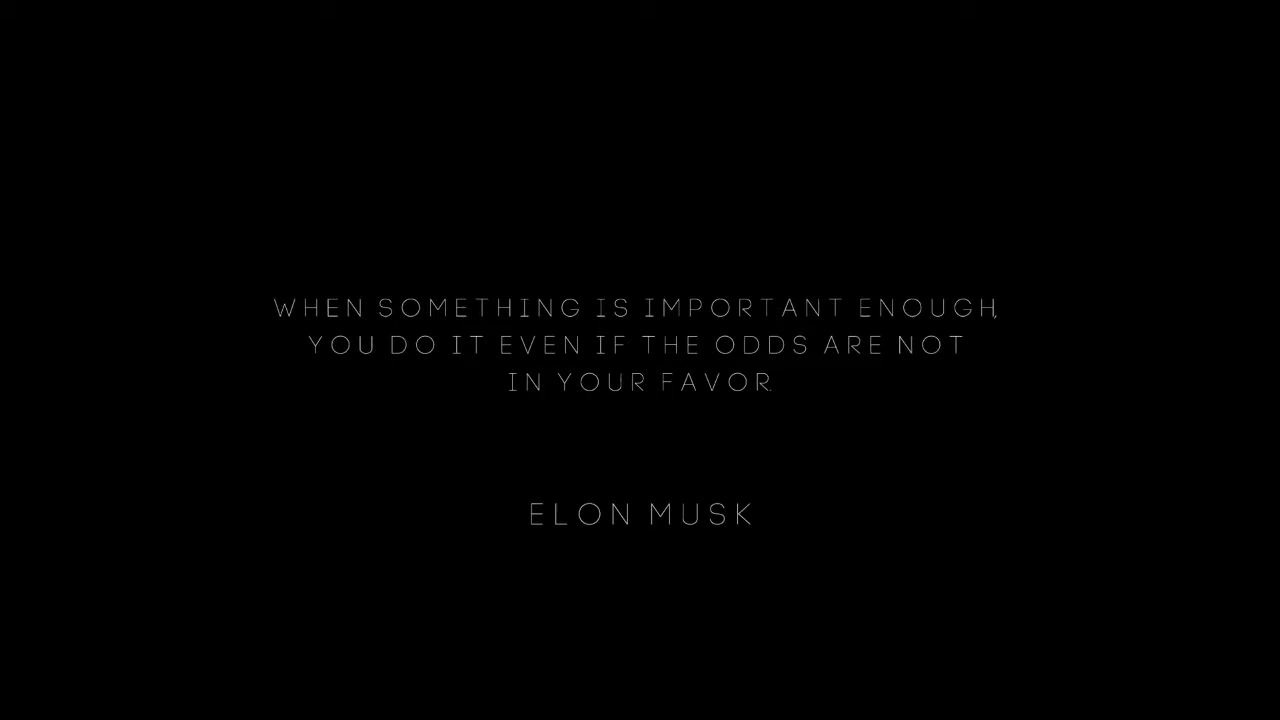 WHEN SOMETHING IS IMPORTANT ENOUGH,
YOU DO IT EVEN IF THE ODDS ARE NOT
IN YOUR FAVOR.
ELON MUSK